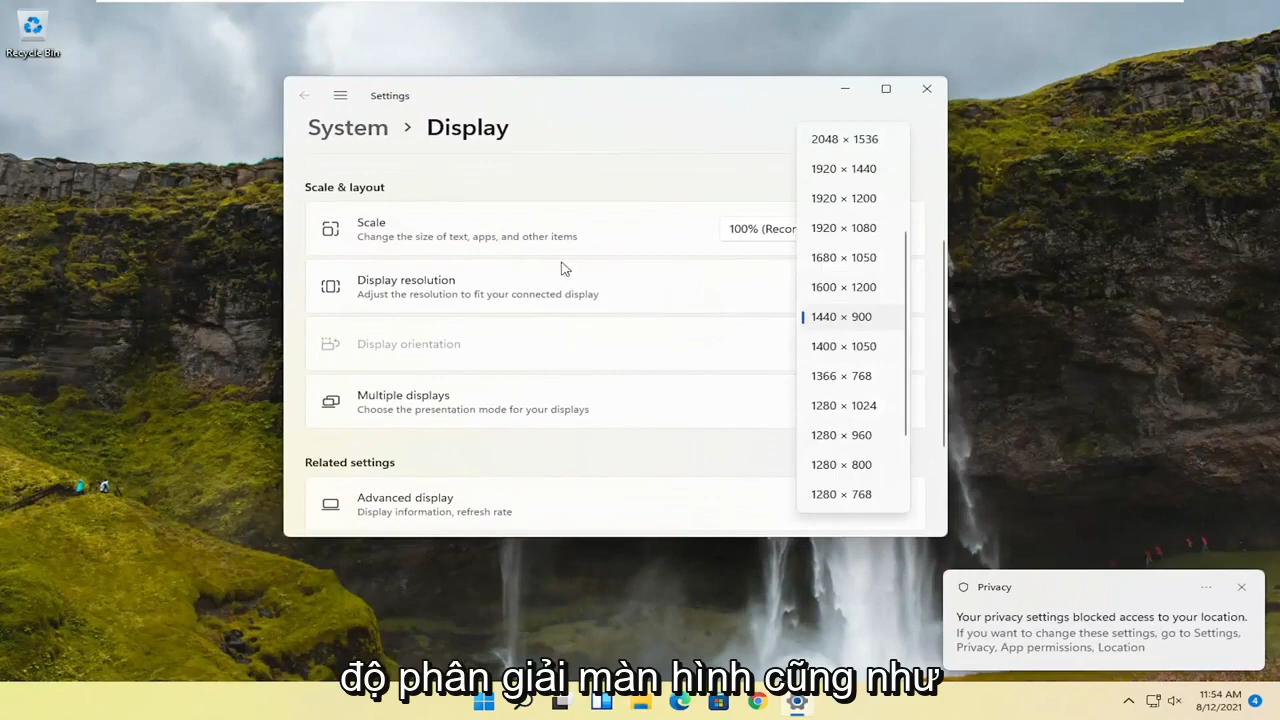 Recycle Bin
Settings
System > Display
Scale & layout
Scale
Change the size of text, apps, and other items
100% (Recor
Display resolution
Adjust the resolution to fit your connected display
Display orientation
Multiple displays
Choose the presentation mode for your displays
Related settings
Advanced display
Display information, refresh rate
2048 × 1536
1920 × 1440
1920 × 1200
1920 × 1080
1680 × 1050
1600 × 1200
1440 × 900
1400 × 1050
1366 × 768
1280 × 1024
1280 × 960
1280 × 800
1280 × 768
Privacy
Your privacy settings blocked access to your location.
If you want to change these settings, go to Settings,
Privacy, App permissions, Location
độ phân giải màn hình cũng như
11:54 AM
8/12/2021
4